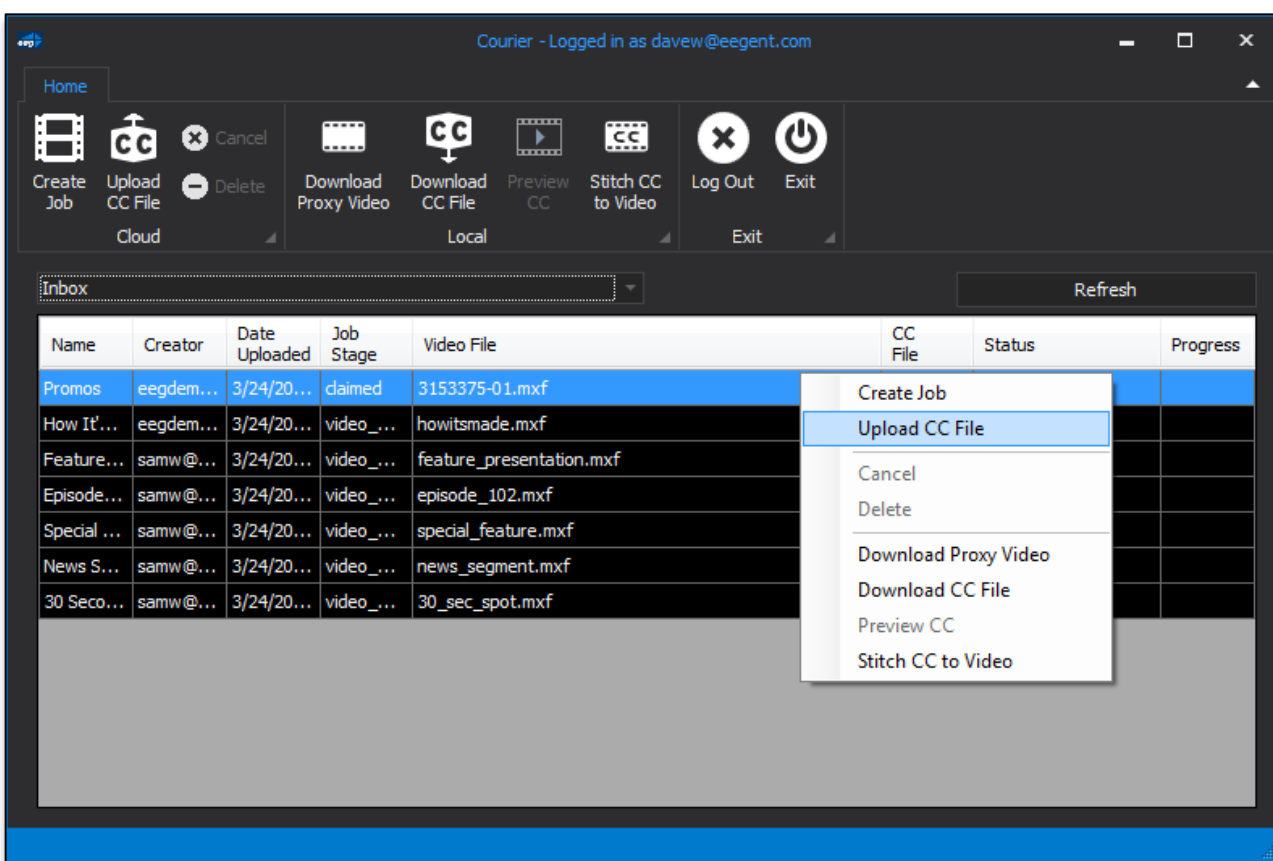 eeg
Courier - Logged in as davew@eegent.com
Home
Create Job
Upload CC File
Cancel
Delete
Cloud
Download Proxy Video
Download CC File
Preview CC
Stitch CC to Video
Local
Log Out
Exit
Exit
Inbox
Refresh
Name Creator Date Uploaded Job Stage Video File CC File Status Progress
Promos eegdem... 3/24/20... claimed 3153375-01.mxf
How It'... eegdem... 3/24/20... video_... howitsmade.mxf
Feature... samw@... 3/24/20... video_... feature_presentation.mxf
Episode... samw@... 3/24/20... video_... episode_102.mxf
Special ... samw@... 3/24/20... video_... special_feature.mxf
News S... samw@... 3/24/20... video_... news_segment.mxf
30 Seco... samw@... 3/24/20... video_... 30_sec_spot.mxf
Create Job
Upload CC File
Cancel
Delete
Download Proxy Video
Download CC File
Preview CC
Stitch CC to Video